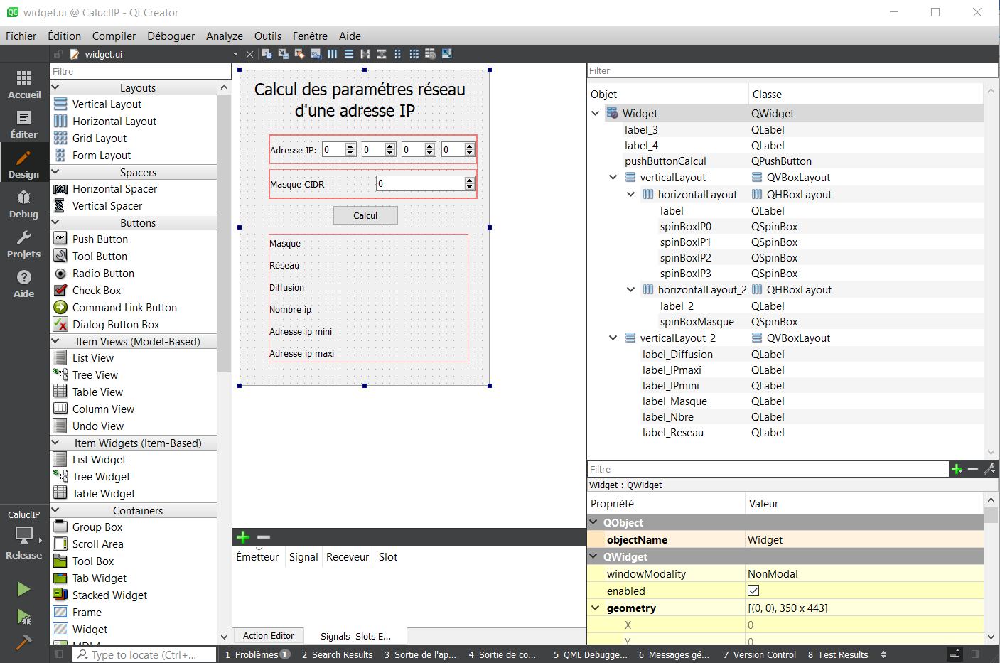 widget.ui @ CaluclIP - Qt Creator
Fichier Édition Compiler Déboguer Analyze Outils Fenêtre Aide
widget.ui
Accueil
Éditer
Design
Debug
Projets
Aide
CaluclIP
Release
Filtre
Layouts
Vertical Layout
Horizontal Layout
Grid Layout
Form Layout
Spacers
Horizontal Spacer
Vertical Spacer
Buttons
Push Button
Tool Button
Radio Button
Check Box
Command Link Button
Dialog Button Box
Item Views (Model-Based)
List View
Tree View
Table View
Column View
Undo View
Item Widgets (Item-Based)
List Widget
Tree Widget
Table Widget
Containers
Group Box
Scroll Area
Tool Box
Tab Widget
Stacked Widget
Frame
Widget
Calcul des paramétres réseau
d'une adresse IP
Adresse IP: 0 0 0 0
Masque CIDR 0
Calcul
Masque
Réseau
Diffusion
Nombre ip
Adresse ip mini
Adresse ip maxi
Émetteur Signal Receveur Slot
Action Editor Signals Slots E...
Filter
Objet Classe
Widget QWidget
label_3 QLabel
label_4 QLabel
pushButtonCalcul QPushButton
verticalLayout QVBoxLayout
horizontalLayout QHBoxLayout
label QLabel
spinBoxIP0 QSpinBox
spinBoxIP1 QSpinBox
spinBoxIP2 QSpinBox
spinBoxIP3 QSpinBox
horizontalLayout_2 QHBoxLayout
label_2 QLabel
spinBoxMasque QSpinBox
verticalLayout_2 QVBoxLayout
label_Diffusion QLabel
label_IPmaxi QLabel
label_IPmini QLabel
label_Masque QLabel
label_Nbre QLabel
label_Reseau QLabel
Filtre
Widget : QWidget
Propriété Valeur
QObject
objectName Widget
QWidget
windowModality NonModal
enabled
geometry [(0, 0), 350 x 443]
X 0
Y 0
Type to locate (Ctrl+... 1 Problèmes 1 2 Search Results 3 Sortie de l'ap... 4 Sortie de co... 5 QML Debugge... 6 Messages gé... 7 Version Control 8 Test Results